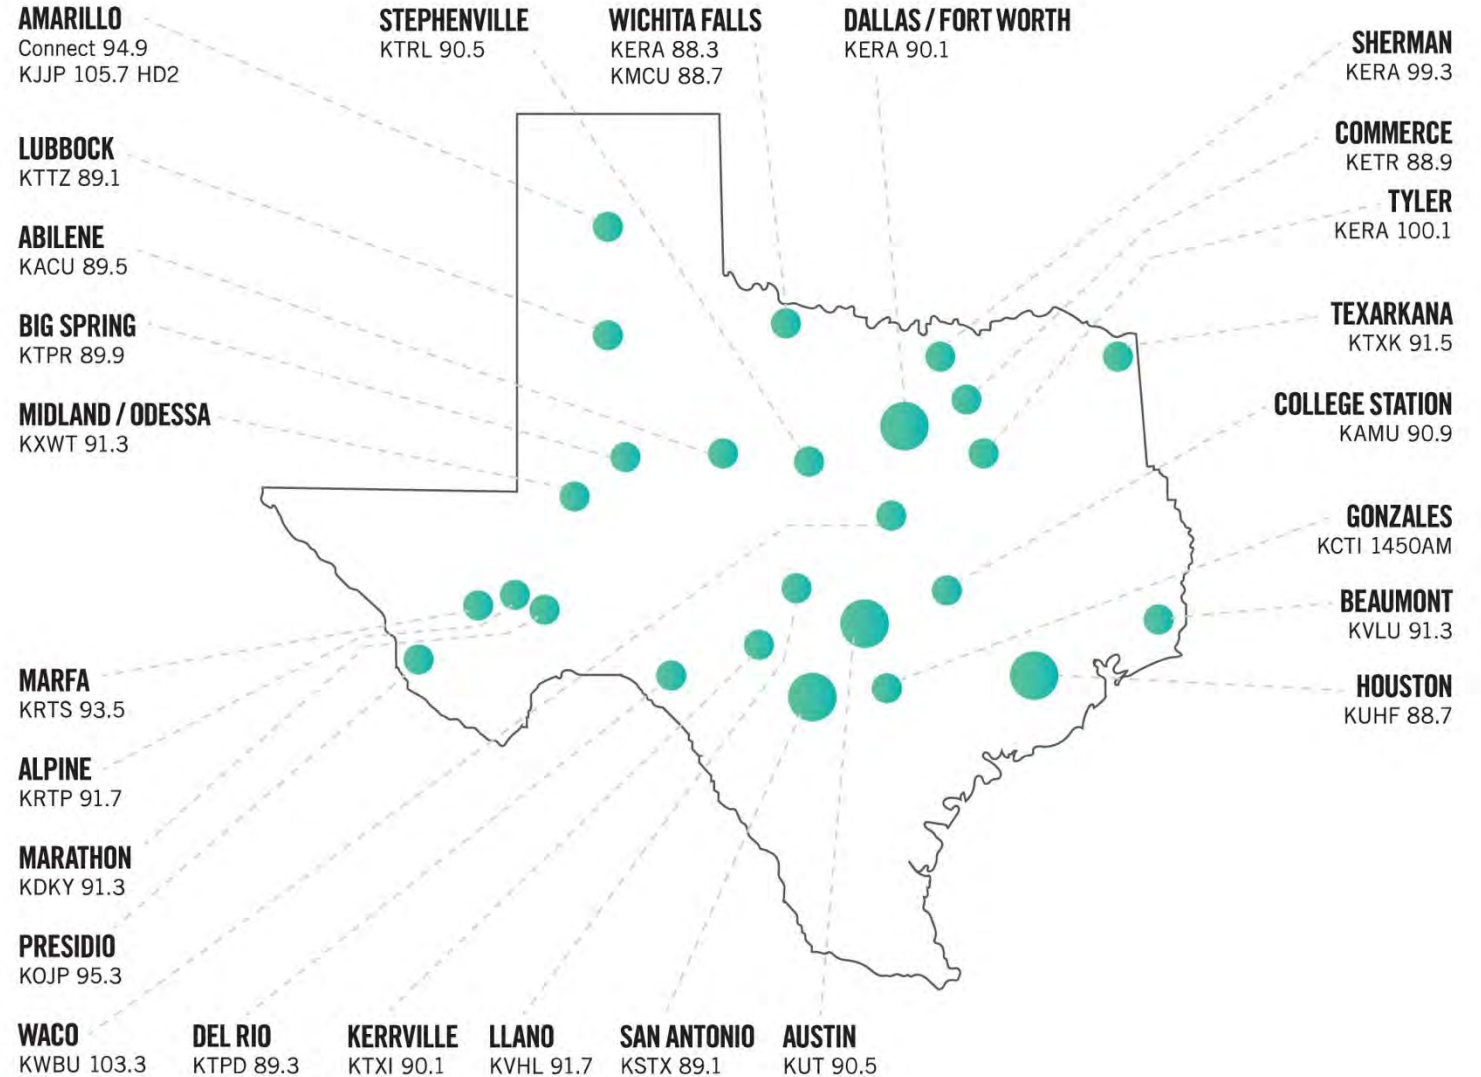 AMARILLO
Connect 94.9
KJJP 105.7 HD2
LUBBOCK
KTTZ 89.1
ABILENE
KACU 89.5
BIG SPRING
KTPR 89.9
MIDLAND / ODESSA
KXWT 91.3
STEPHENVILLE
KTRL 90.5
WICHITA FALLS
KERA 88.3
KMCU 88.7
DALLAS / FORT WORTH
KERA 90.1
SHERMAN
KERA 99.3
COMMERCE
KETR 88.9
TYLER
KERA 100.1
TEXARKANA
KTXK 91.5
COLLEGE STATION
KAMU 90.9
GONZALES
KCTI 1450AM
BEAUMONT
KVLU 91.3
HOUSTON
KUHF 88.7
MARFA
KRTS 93.5
ALPINE
KRTP 91.7
MARATHON
KDKY 91.3
PRESIDIO
KOJP 95.3
WACO
KWBU 103.3
DEL RIO
KTPD 89.3
KERRVILLE
KTXI 90.1
LLANO
KVHL 91.7
SAN ANTONIO
KSTX 89.1
AUSTIN
KUT 90.5